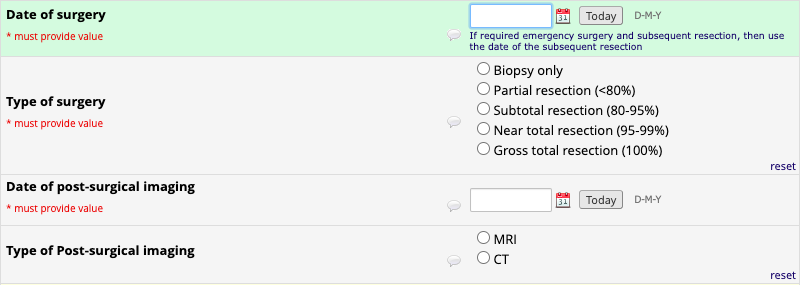 Date of surgery
* must provide value
31
Today
D-M-Y
If required emergency surgery and subsequent resection, then use
the date of the subsequent resection
Type of surgery
* must provide value
Biopsy only
Partial resection (<80%)
Subtotal resection (80-95%)
Near total resection (95-99%)
Gross total resection (100%)
reset
Date of post-surgical imaging
* must provide value
31
Today
D-M-Y
Type of Post-surgical imaging
MRI
CT
reset